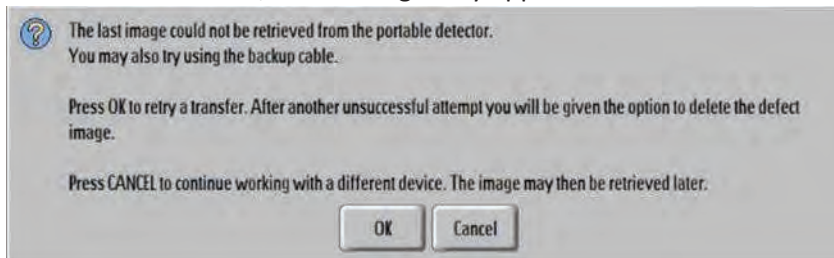 The last image could not be retrieved from the portable detector.
You may also try using the backup cable.
Press OK to retry a transfer. After another unsuccessful attempt you will be given the option to delete the defect
image.
Press CANCEL to continue working with a different device. The image may then be retrieved later.
OK Cancel